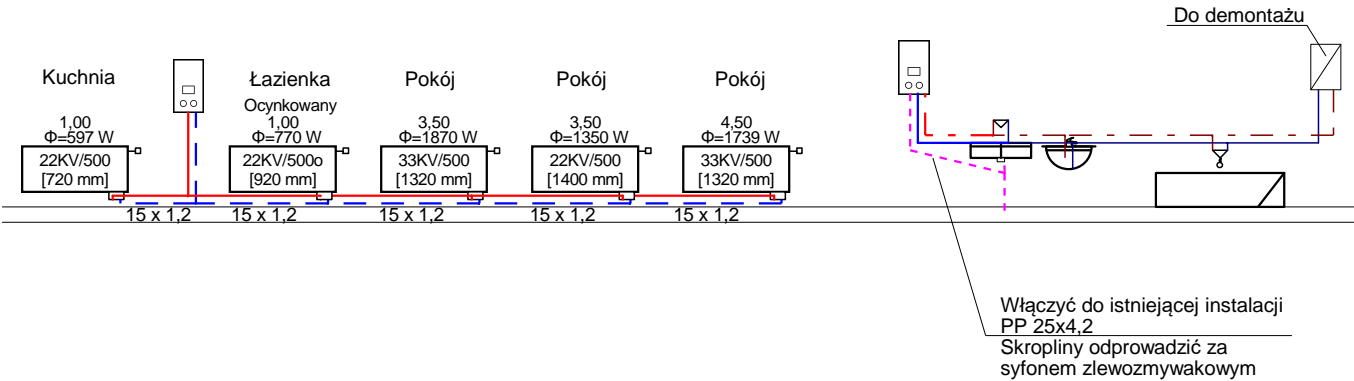 Do demontażu
Kuchnia
1,00
Φ=597 W
22KV/500
[720 mm]
Łazienka
Ocynkowany
1,00
Φ=770 W
22KV/500o
[920 mm]
Pokój
3,50
Φ=1870 W
33KV/500
[1320 mm]
Pokój
3,50
Φ=1350 W
22KV/500
[1400 mm]
Pokój
4,50
Φ=1739 W
33KV/500
[1320 mm]
15 x 1,2
15 x 1,2
15 x 1,2
15 x 1,2
15 x 1,2
Włączyć do istniejącej instalacji
PP 25x4,2
Skropliny odprowadzić za
syfonem zlewozmywakowym